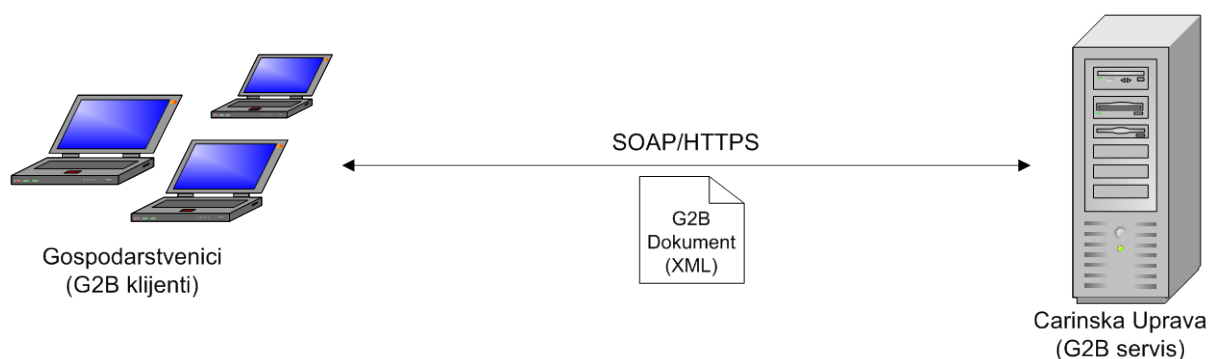 SOAP/HTTPS
G2B
Dokument
(XML)
Gospodarstvenici
(G2B klijenti)
Carinska Uprava
(G2B servis)